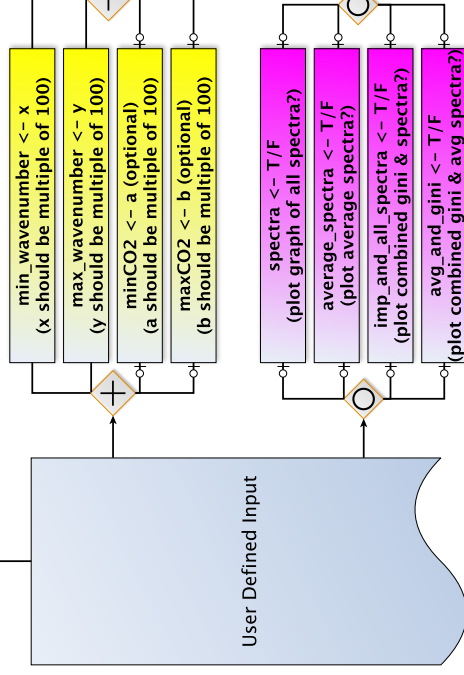 min_wavenumber <- x
(x should be multiple of 100)
max_wavenumber <- y
(y should be multiple of 100)
minCO2 <- a (optional)
(a should be multiple of 100)
maxCO2 <- b (optional)
(b should be multiple of 100)
spectra <- T/F
(plot graph of all spectra?)
average_spectra <- T/F
(plot average spectra?)
imp_and_all_spectra <- T/F
(plot combined gini & spectra?)
avg_and_gini <- T/F
(plot combined gini & avg spectra?)
User Defined Input